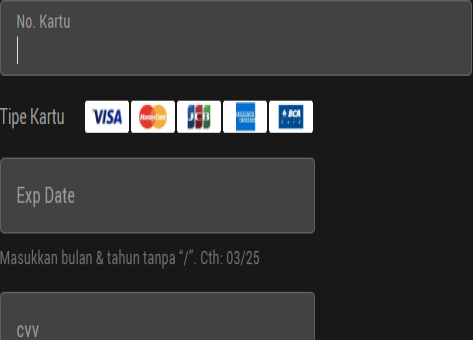 No. Kartu
Tipe Kartu VISA MasterCard JCB AMERICAN EXPRESS BCA Card
Exp Date
Masukkan bulan & tahun tanpa “/”. Cth: 03/25
cvv